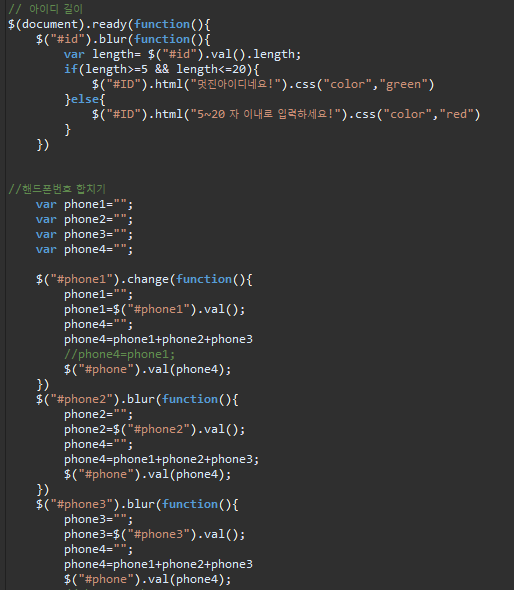 // 아이디 길이
$(document).ready(function(){
    $("#id").blur(function(){
        var length= $("#id").val().length;
        if(length>=5 && length<=20){
            $("#ID").html("멋진아이디네요!").css("color","green")
        }else{
            $("#ID").html("5~20 자 이내로 입력하세요!").css("color","red")
        }
    })
//핸드폰번호 합치기
    var phone1="";
    var phone2="";
    var phone3="";
    var phone4="";
    $("#phone1").change(function(){
        phone1="";
        phone1=$("#phone1").val();
        phone4="";
        phone4=phone1+phone2+phone3
        //phone4=phone1;
        $("#phone").val(phone4);
    })
    $("#phone2").blur(function(){
        phone2="";
        phone2=$("#phone2").val();
        phone4="";
        phone4=phone1+phone2+phone3;
        $("#phone").val(phone4);
    })
    $("#phone3").blur(function(){
        phone3="";
        phone3=$("#phone3").val();
        phone4="";
        phone4=phone1+phone2+phone3
        $("#phone").val(phone4);